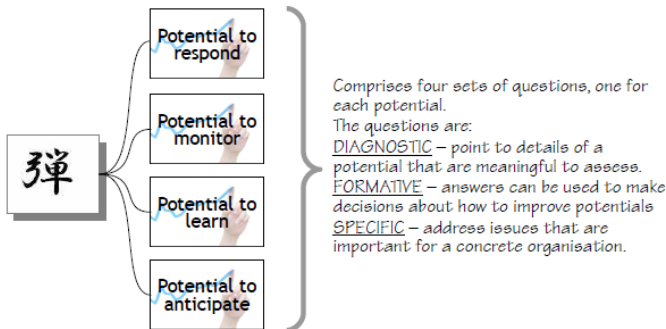 弾
Potential to
respond
Potential to
monitor
Potential to
learn
Potential to
anticipate
Comprises four sets of questions, one for
each potential.
The questions are:
DIAGNOSTIC – point to details of a
potential that are meaningful to assess.
FORMATIVE – answers can be used to make
decisions about how to improve potentials
SPECIFIC – address issues that are
important for a concrete organisation.